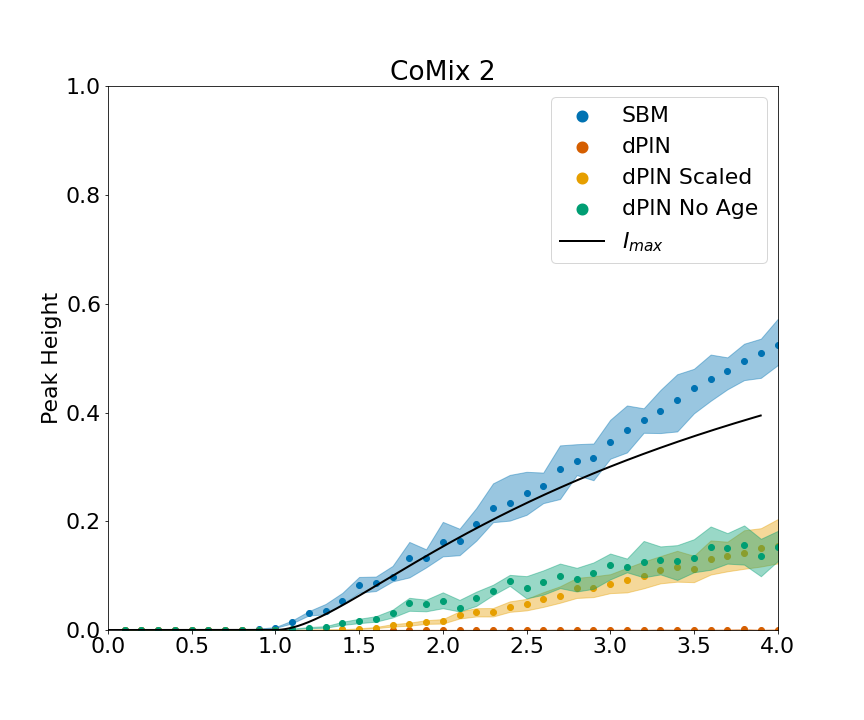 CoMix 2
1.0
0.8
0.6
0.4
0.2
0.0
Peak Height
SBM
dPIN
dPIN Scaled
dPIN No Age
I_max
0.0 0.5 1.0 1.5 2.0 2.5 3.0 3.5 4.0